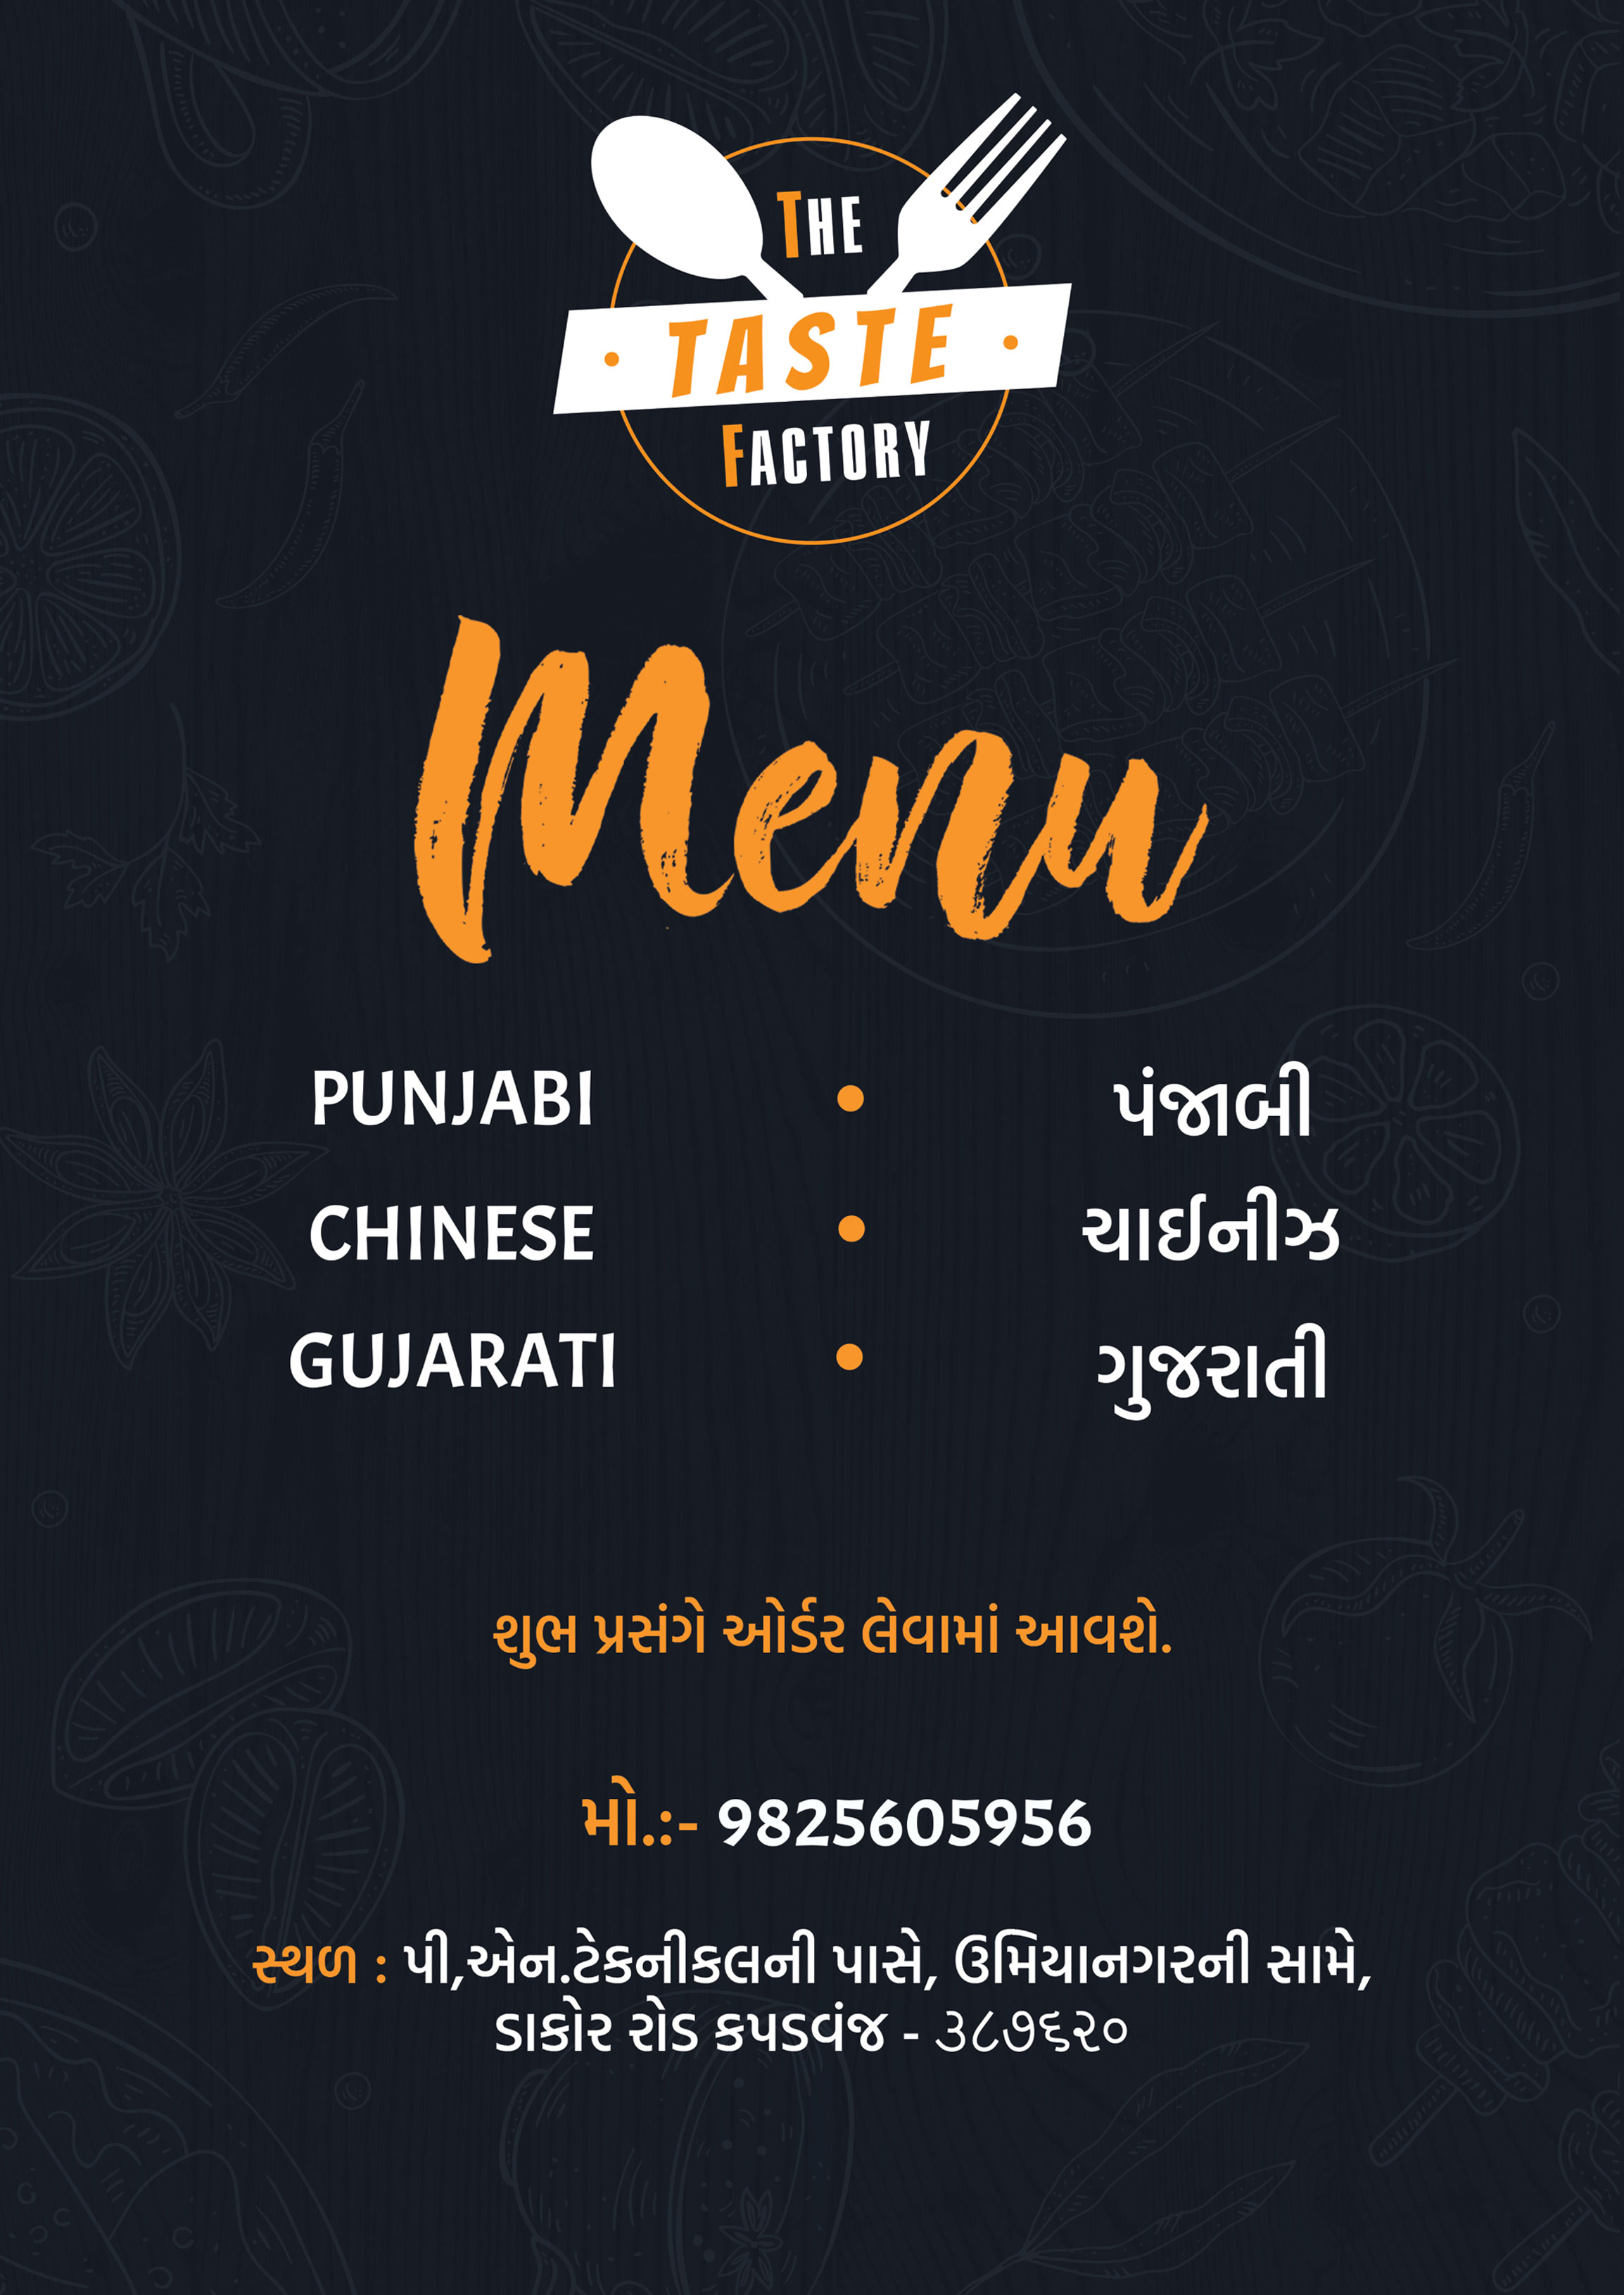 THE
TASTE
FACTORY
Menu
PUNJABI • પંજાબી
CHINESE • ચાઈનીઝ
GUJARATI • ગુજરાતી
શુભ પ્રસંગે ઓર્ડર લેવામાં આવશે.
મો.:- 9825605956
સ્થળ : પી,એન.ટેકનીકલની પાસે, ઉમિયાનગરની સામે,
ડાકોર રોડ કપડવંજ - ૩૮૭૬૨૦